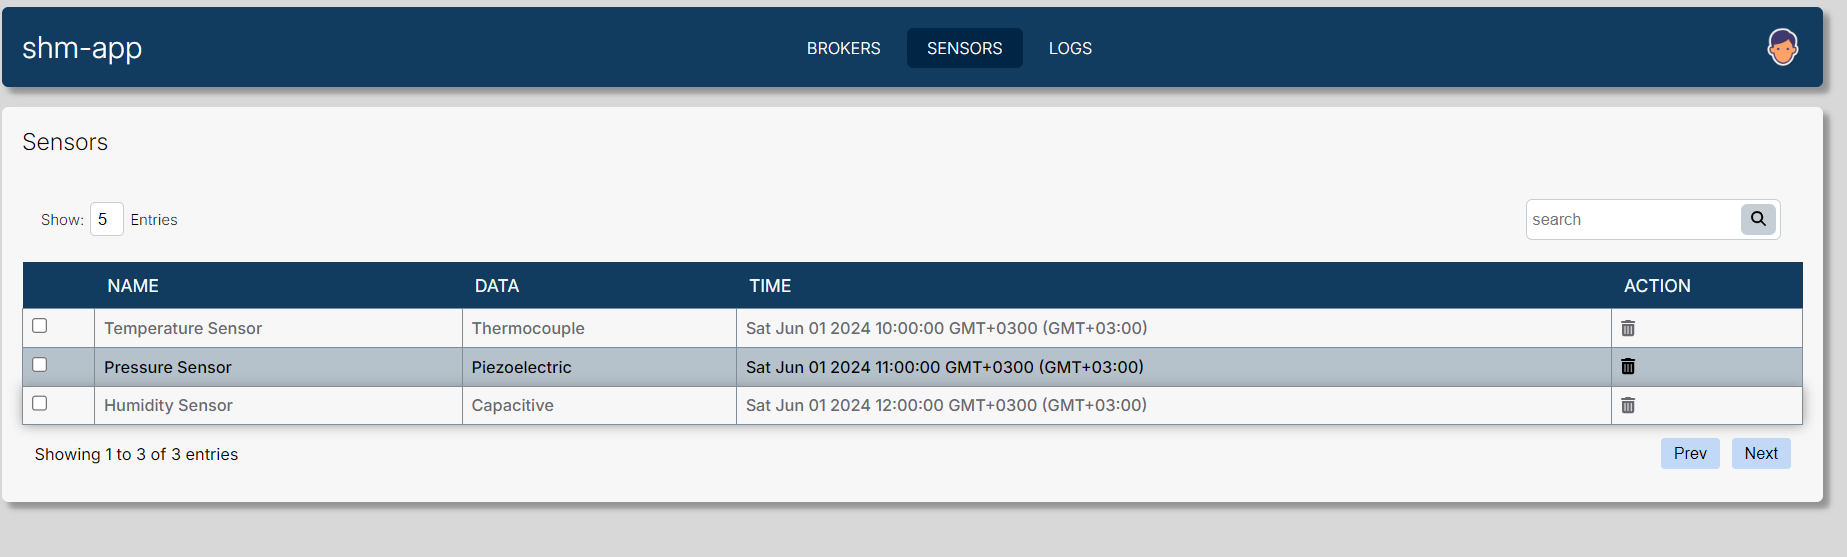 shm-app BROKERS SENSORS LOGS
Sensors
Show: 5 Entries search
NAME DATA TIME ACTION
Temperature Sensor Thermocouple Sat Jun 01 2024 10:00:00 GMT+0300 (GMT+03:00)
Pressure Sensor Piezoelectric Sat Jun 01 2024 11:00:00 GMT+0300 (GMT+03:00)
Humidity Sensor Capacitive Sat Jun 01 2024 12:00:00 GMT+0300 (GMT+03:00)
Showing 1 to 3 of 3 entries Prev Next